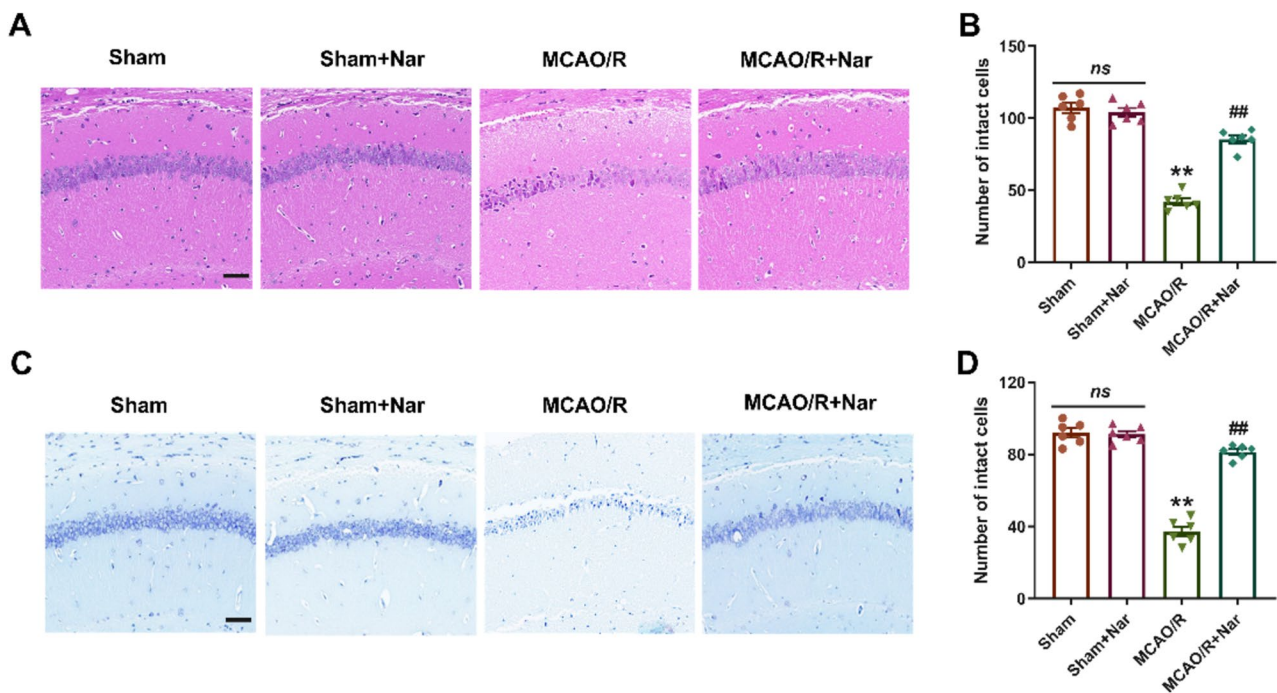 A
Sham
Sham+Nar
MCAO/R
MCAO/R+Nar
B
Number of intact cells
150
100
50
0
ns
**
##
Sham
Sham+Nar
MCAO/R
MCAO/R+Nar
C
Sham
Sham+Nar
MCAO/R
MCAO/R+Nar
D
Number of intact cells
120
80
40
0
ns
**
##
Sham
Sham+Nar
MCAO/R
MCAO/R+Nar